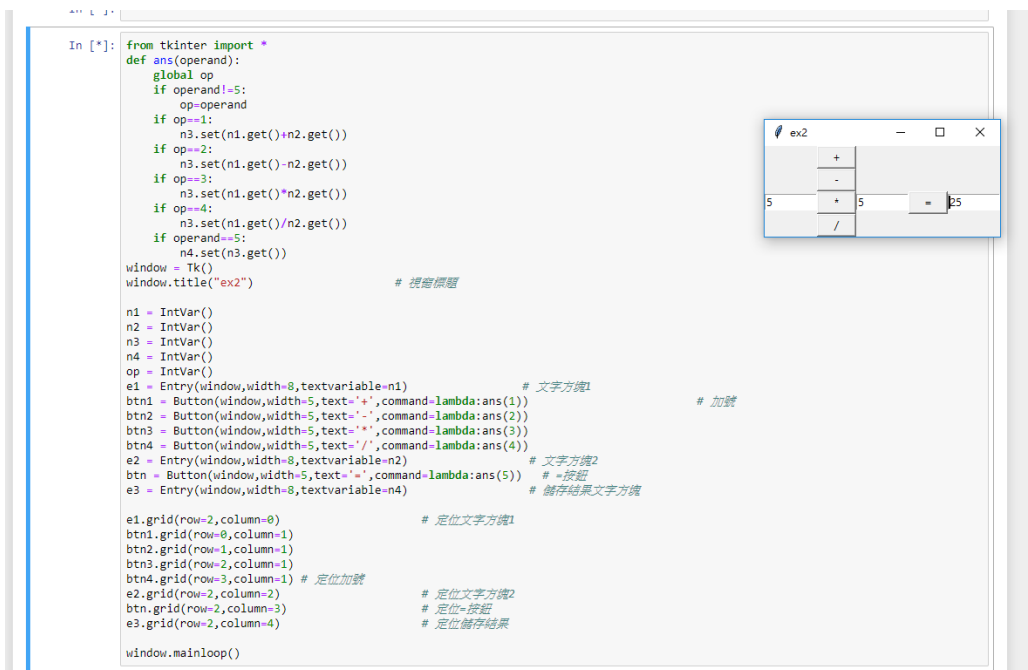 In [ ]:
In [*]:
from tkinter import *
def ans(operand):
    global op
    if operand!=5:
        op=operand
    if op==1:
        n3.set(n1.get()+n2.get())
    if op==2:
        n3.set(n1.get()-n2.get())
    if op==3:
        n3.set(n1.get()*n2.get())
    if op==4:
        n3.set(n1.get()/n2.get())
    if operand==5:
        n4.set(n3.get())
window = Tk()
window.title("ex2")                    # 視窗標題

n1 = IntVar()
n2 = IntVar()
n3 = IntVar()
n4 = IntVar()
op = IntVar()
e1 = Entry(window,width=8,textvariable=n1)                # 文字方塊1
btn1 = Button(window,width=5,text='+',command=lambda:ans(1))                        # 加號
btn2 = Button(window,width=5,text='-',command=lambda:ans(2))
btn3 = Button(window,width=5,text='*',command=lambda:ans(3))
btn4 = Button(window,width=5,text='/',command=lambda:ans(4))
e2 = Entry(window,width=8,textvariable=n2)                 # 文字方塊2
btn = Button(window,width=5,text='=',command=lambda:ans(5))   # =按鈕
e3 = Entry(window,width=8,textvariable=n4)                 # 儲存結果文字方塊

e1.grid(row=2,column=0)                    # 定位文字方塊1
btn1.grid(row=0,column=1)
btn2.grid(row=1,column=1)
btn3.grid(row=2,column=1)
btn4.grid(row=3,column=1) # 定位加號
e2.grid(row=2,column=2)                    # 定位文字方塊2
btn.grid(row=2,column=3)                   # 定位=按鈕
e3.grid(row=2,column=4)                    # 定位儲存結果

window.mainloop()
ex2
+
-
5 * 5 = 25
/